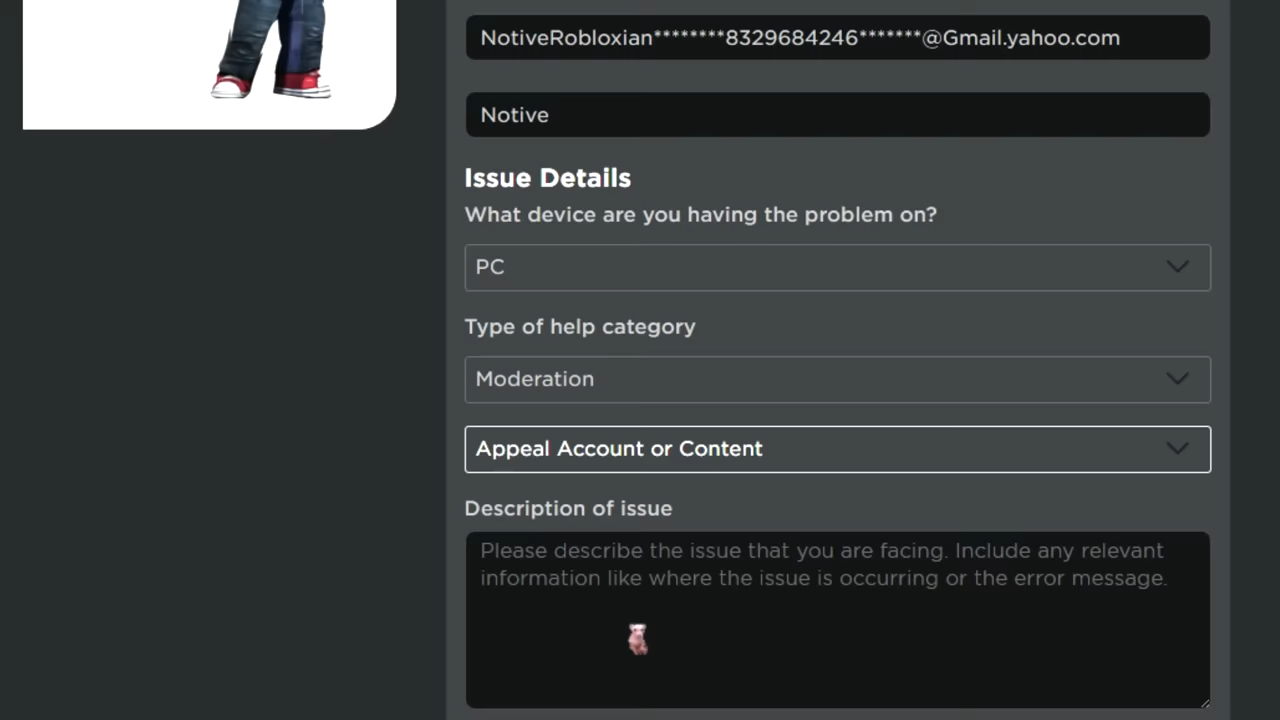 NotiveRobloxian********8329684246*******@Gmail.yahoo.com
Notive
Issue Details
What device are you having the problem on?
PC
Type of help category
Moderation
Appeal Account or Content
Description of issue
Please describe the issue that you are facing. Include any relevant
information like where the issue is occurring or the error message.